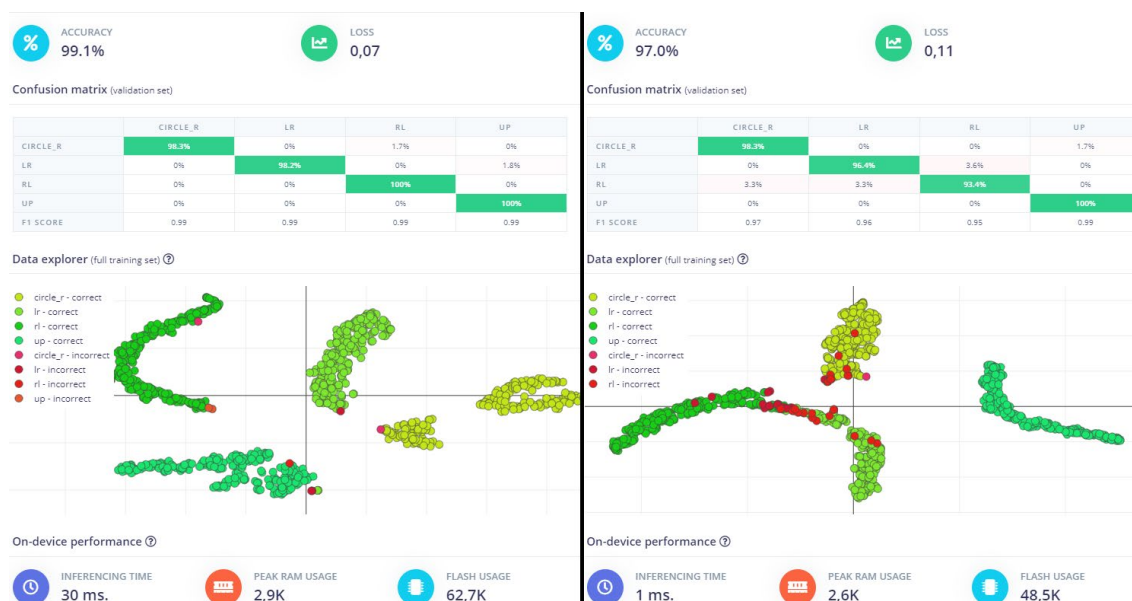 ACCURACY
99.1%
LOSS
0,07
Confusion matrix (validation set)
CIRCLE_R LR RL UP
CIRCLE_R 98.3% 0% 1.7% 0%
LR 0% 98.2% 0% 1.8%
RL 0% 0% 100% 0%
UP 0% 0% 0% 100%
F1 SCORE 0.99 0.99 0.99 0.99
Data explorer (full training set) ?
circle_r - correct
lr - correct
rl - correct
up - correct
circle_r - incorrect
lr - incorrect
rl - incorrect
up - incorrect
On-device performance ?
INFERENCING TIME
30 ms.
PEAK RAM USAGE
2,9K
FLASH USAGE
62,7K
ACCURACY
97.0%
LOSS
0,11
Confusion matrix (validation set)
CIRCLE_R LR RL UP
CIRCLE_R 98.3% 0% 0% 1.7%
LR 0% 96.4% 3.6% 0%
RL 3.3% 3.3% 93.4% 0%
UP 0% 0% 0% 100%
F1 SCORE 0.97 0.96 0.95 0.99
Data explorer (full training set) ?
circle_r - correct
lr - correct
rl - correct
up - correct
circle_r - incorrect
lr - incorrect
rl - incorrect
On-device performance ?
INFERENCING TIME
1 ms.
PEAK RAM USAGE
2,6K
FLASH USAGE
48,5K